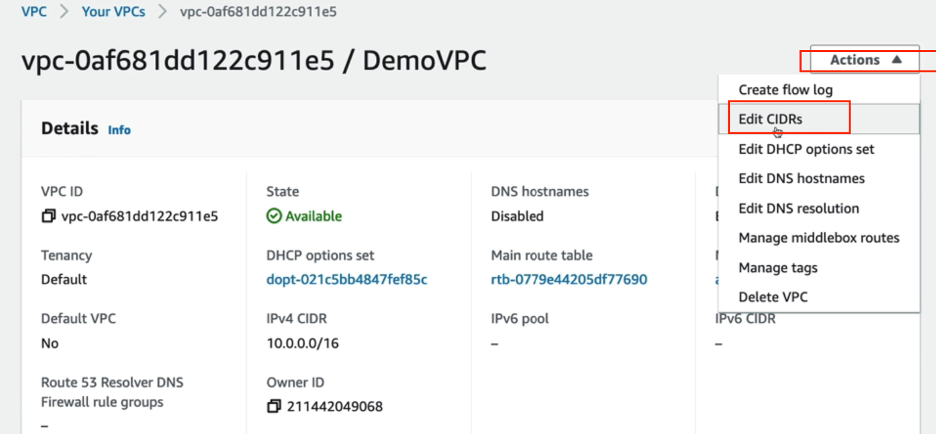 VPC > Your VPCs > vpc-0af681dd122c911e5
vpc-0af681dd122c911e5 / DemoVPC
Actions ▲
Create flow log
Edit CIDRs
Edit DHCP options set
Edit DNS hostnames
Edit DNS resolution
Manage middlebox routes
Manage tags
Delete VPC
Details Info
VPC ID
vpc-0af681dd122c911e5
State
Available
DNS hostnames
Disabled
Tenancy
Default
DHCP options set
dopt-021c5bb4847fef85c
Main route table
rtb-0779e44205df77690
Default VPC
No
IPv4 CIDR
10.0.0.0/16
IPv6 pool
–
IPv6 CIDR
–
Route 53 Resolver DNS
Firewall rule groups
–
Owner ID
211442049068